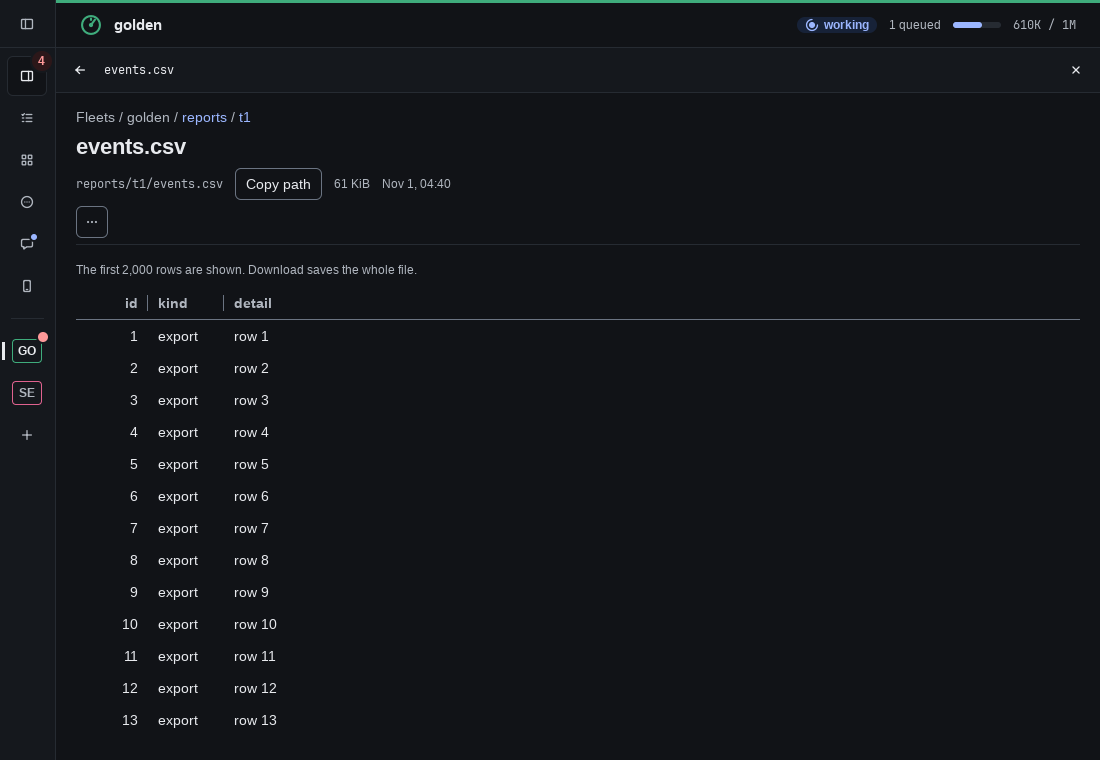 golden
working
1 queued
610K / 1M
4
events.csv
Fleets / golden / reports / t1
events.csv
reports/t1/events.csv
Copy path
61 KiB
Nov 1, 04:40
The first 2,000 rows are shown. Download saves the whole file.
id kind detail
1 export row 1
2 export row 2
3 export row 3
4 export row 4
5 export row 5
6 export row 6
7 export row 7
8 export row 8
9 export row 9
10 export row 10
11 export row 11
12 export row 12
13 export row 13
GO
SE